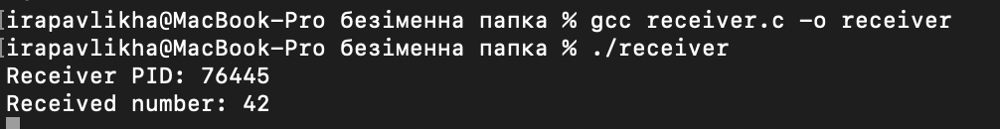 [irapavlikha@MacBook-Pro безіменна папка % gcc receiver.c -o receiver
[irapavlikha@MacBook-Pro безіменна папка % ./receiver
Receiver PID: 76445
Received number: 42